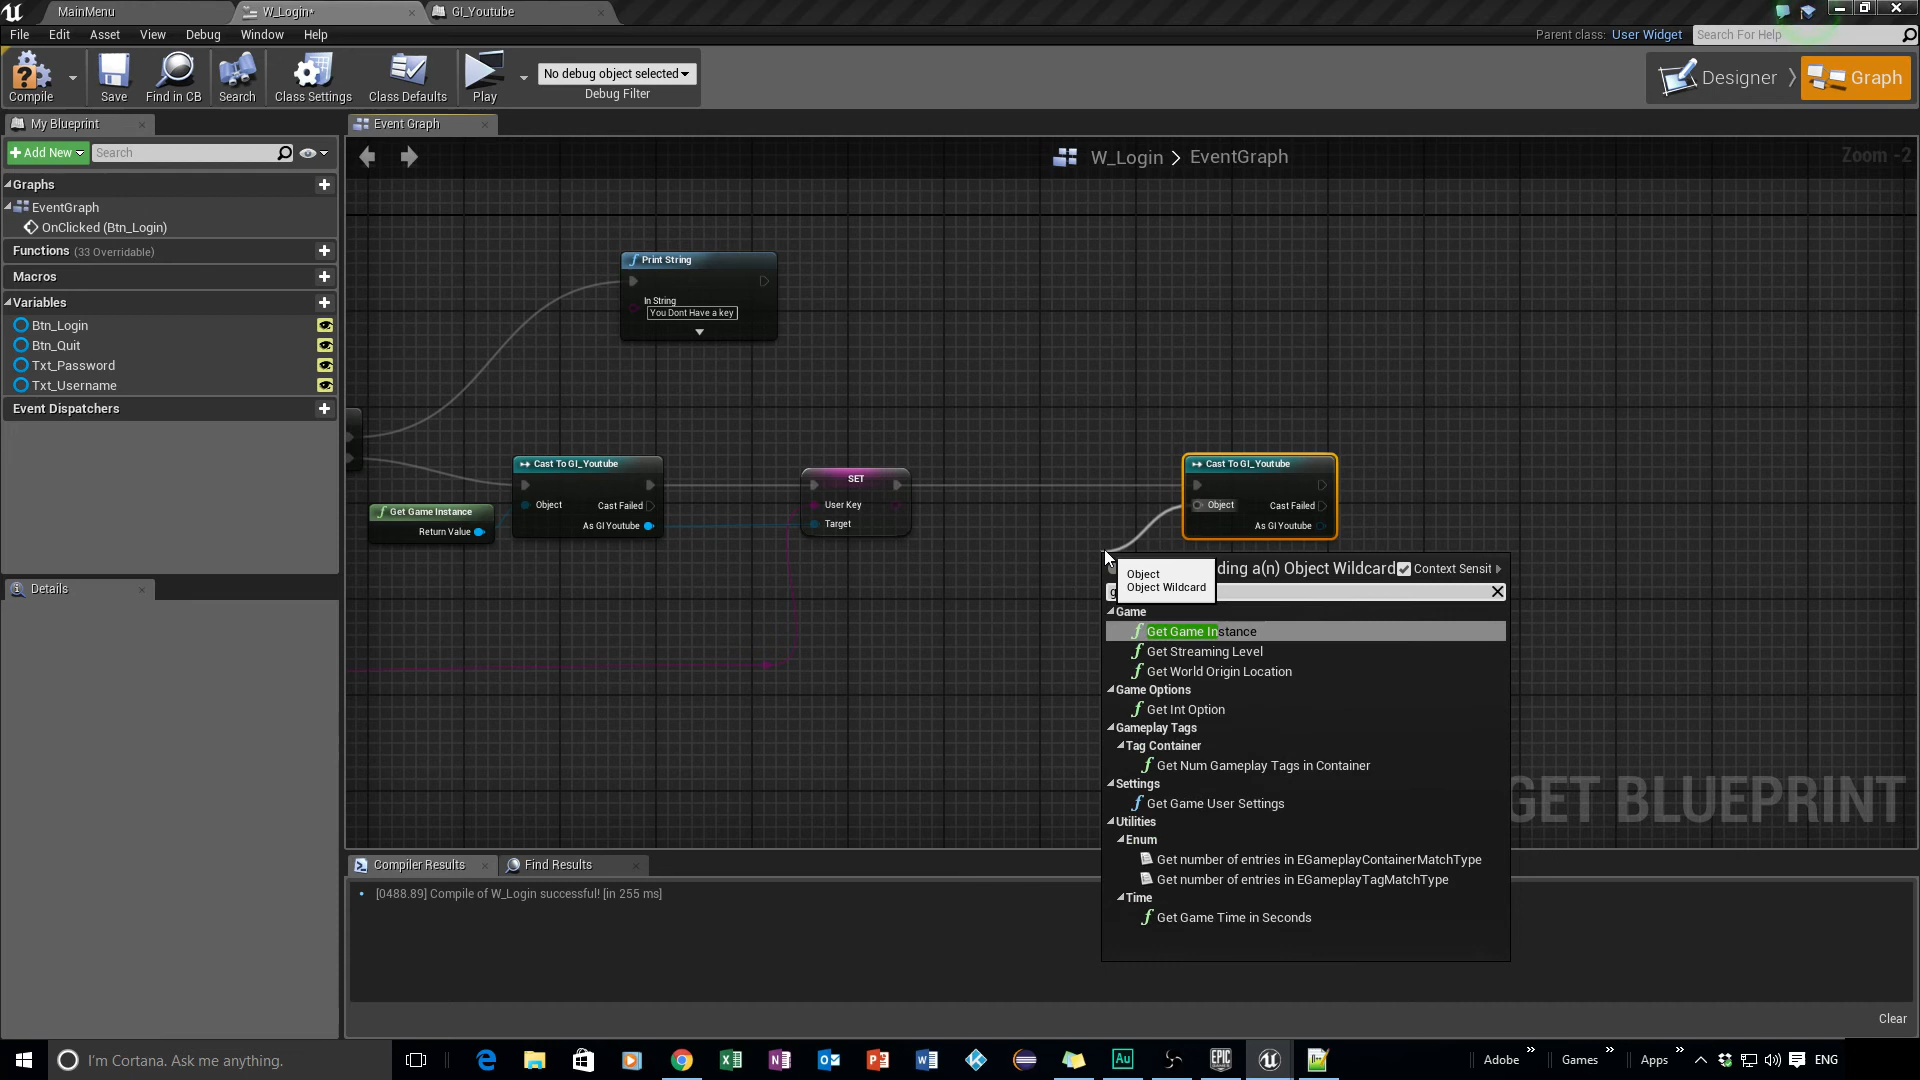 MainMenu
W_Login*
GI_Youtube
File Edit Asset View Debug Window Help
Parent class: User Widget
Search For Help
Compile
Save
Find in CB
Search
Class Settings
Class Defaults
Play
No debug object selected
Debug Filter
Designer
Graph
My Blueprint
Event Graph
Add New
Search
W_Login > EventGraph
Zoom -2
Graphs
EventGraph
OnClicked (Btn_Login)
Functions (33 Overridable)
Macros
Variables
Btn_Login
Btn_Quit
Txt_Password
Txt_Username
Event Dispatchers
Details
Print String
In String
You Dont Have a key
Cast To GI_Youtube
Object
Cast Failed
As GI Youtube
Get Game Instance
Return Value
SET
User Key
Target
Cast To GI_Youtube
Object
Cast Failed
As GI Youtube
Object
Object Wildcard
ding a(n) Object Wildcard
Context Sensit
g
Game
Get Game Instance
Get Streaming Level
Get World Origin Location
Game Options
Get Int Option
Gameplay Tags
Tag Container
Get Num Gameplay Tags in Container
Settings
Get Game User Settings
Utilities
Enum
Get number of entries in EGameplayContainerMatchType
Get number of entries in EGameplayTagMatchType
Time
Get Game Time in Seconds
GET BLUEPRINT
Compiler Results
Find Results
[0488.89] Compile of W_Login successful! [in 255 ms]
Clear
I'm Cortana. Ask me anything.
Adobe
Games
Apps
ENG